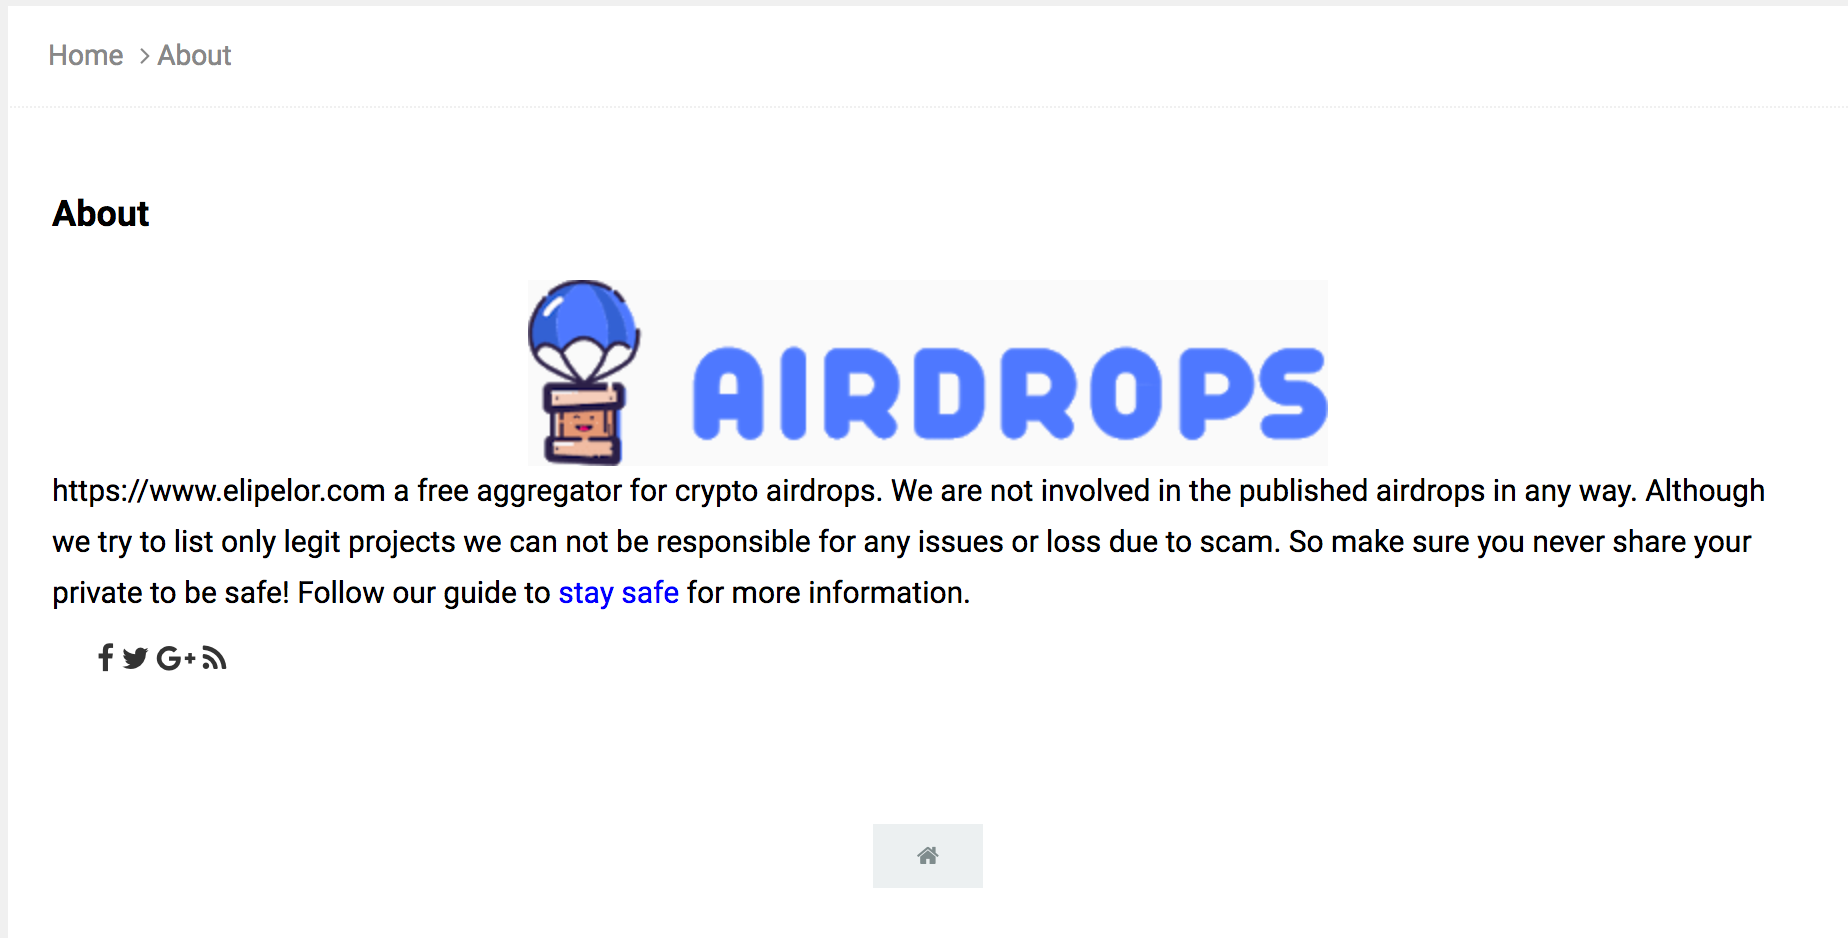 Home > About
About
AIRDROPS
https://www.elipelor.com a free aggregator for crypto airdrops. We are not involved in the published airdrops in any way. Although
we try to list only legit projects we can not be responsible for any issues or loss due to scam. So make sure you never share your
private to be safe! Follow our guide to stay safe for more information.